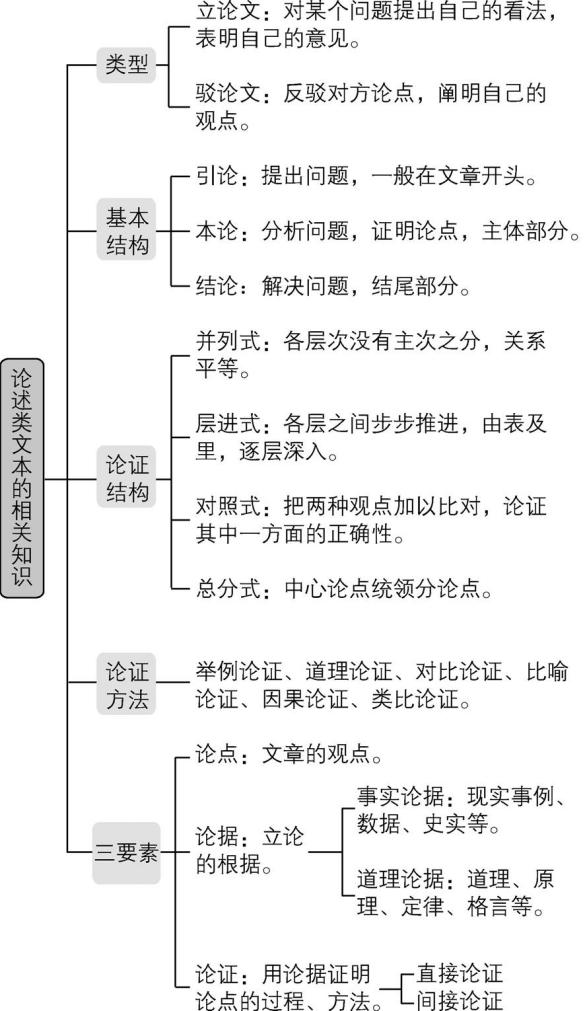 论述类文本的相关知识
类型
立论文：对某个问题提出自己的看法，
表明自己的意见。
驳论文：反驳对方论点，阐明自己的
观点。
基本
结构
引论：提出问题，一般在文章开头。
本论：分析问题，证明论点，主体部分。
结论：解决问题，结尾部分。
论证
结构
并列式：各层次没有主次之分，关系
平等。
层进式：各层之间步步推进，由表及
里，逐层深入。
对照式：把两种观点加以比对，论证
其中一方面的正确性。
总分式：中心论点统领分论点。
论证
方法
举例论证、道理论证、对比论证、比喻
论证、因果论证、类比论证。
三要素
论点：文章的观点。
论据：立论
的根据。
事实论据：现实事例、
数据、史实等。
道理论据：道理、原
理、定律、格言等。
论证：用论据证明
论点的过程、方法。
直接论证
间接论证